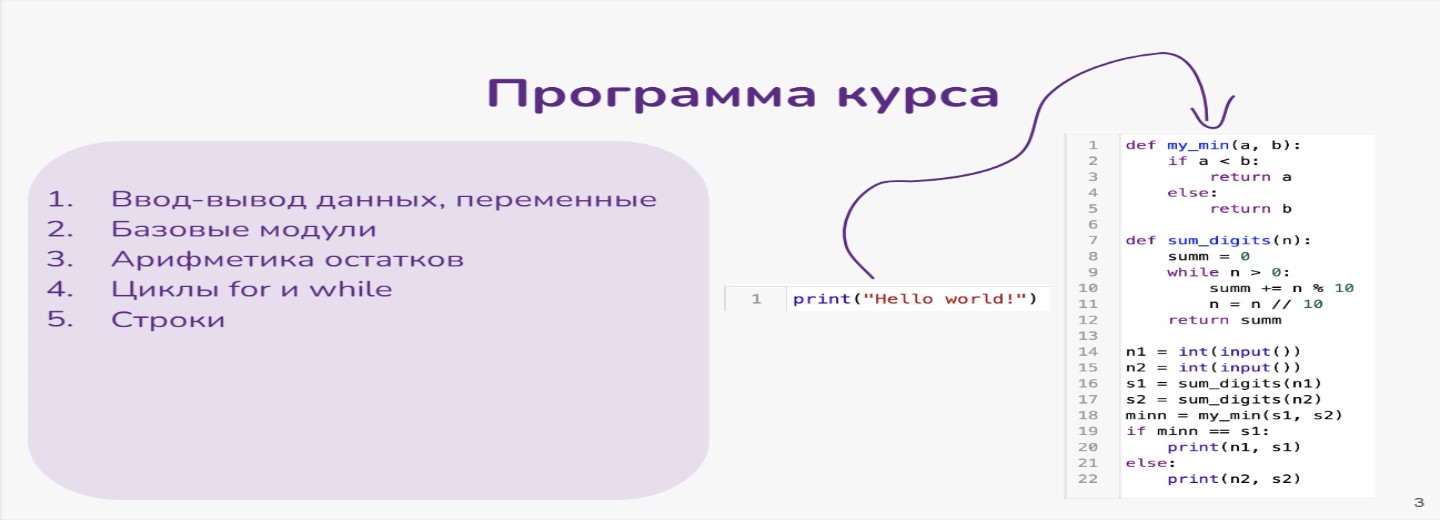 Программа курса
1. Ввод-вывод данных, переменные
2. Базовые модули
3. Арифметика остатков
4. Циклы for и while
5. Строки
1 print("Hello world!")
1 def my_min(a, b):
2     if a < b:
3         return a
4     else:
5         return b
6
7 def sum_digits(n):
8     summ = 0
9     while n > 0:
10         summ += n % 10
11         n = n // 10
12     return summ
13
14 n1 = int(input())
15 n2 = int(input())
16 s1 = sum_digits(n1)
17 s2 = sum_digits(n2)
18 minn = my_min(s1, s2)
19 if minn == s1:
20     print(n1, s1)
21 else:
22     print(n2, s2)
3